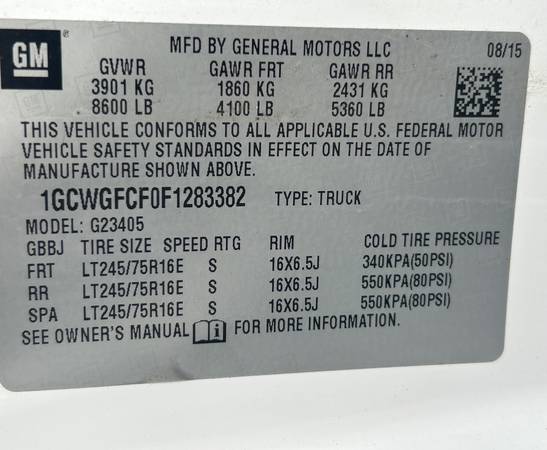 GM
MFD BY GENERAL MOTORS LLC 08/15
GVWR GAWR FRT GAWR RR
3901 KG 1860 KG 2431 KG
8600 LB 4100 LB 5360 LB
THIS VEHICLE CONFORMS TO ALL APPLICABLE U.S. FEDERAL MOTOR
VEHICLE SAFETY STANDARDS IN EFFECT ON THE DATE OF
MANUFACTURE SHOWN ABOVE.
1GCWGFCF0F1283382 TYPE: TRUCK
MODEL: G23405
GBBJ TIRE SIZE SPEED RTG RIM COLD TIRE PRESSURE
FRT LT245/75R16E S 16X6.5J 340KPA(50PSI)
RR LT245/75R16E S 16X6.5J 550KPA(80PSI)
SPA LT245/75R16E S 16X6.5J 550KPA(80PSI)
SEE OWNER'S MANUAL i FOR MORE INFORMATION.